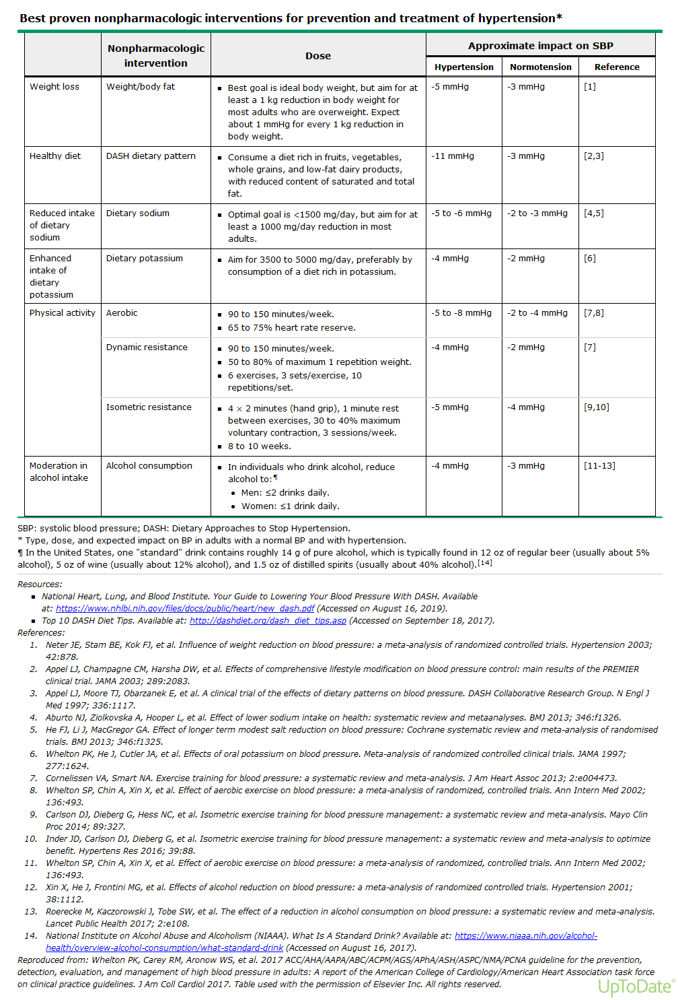 Best proven nonpharmacologic interventions for prevention and treatment of hypertension*
Nonpharmacologic intervention
Dose
Approximate impact on SBP
Hypertension
Normotension
Reference
Weight loss
Weight/body fat
▪ Best goal is ideal body weight, but aim for at
least a 1 kg reduction in body weight for
most adults who are overweight. Expect
about 1 mmHg for every 1 kg reduction in
body weight.
-5 mmHg
-3 mmHg
[1]
Healthy diet
DASH dietary pattern
▪ Consume a diet rich in fruits, vegetables,
whole grains, and low-fat dairy products,
with reduced content of saturated and total
fat.
-11 mmHg
-3 mmHg
[2,3]
Reduced intake
of dietary
sodium
Dietary sodium
▪ Optimal goal is <1500 mg/day, but aim for at
least a 1000 mg/day reduction in most
adults.
-5 to -6 mmHg
-2 to -3 mmHg
[4,5]
Enhanced
intake of
dietary
potassium
Dietary potassium
▪ Aim for 3500 to 5000 mg/day, preferably by
consumption of a diet rich in potassium.
-4 mmHg
-2 mmHg
[6]
Physical activity
Aerobic
▪ 90 to 150 minutes/week.
▪ 65 to 75% heart rate reserve.
-5 to -8 mmHg
-2 to -4 mmHg
[7,8]
Dynamic resistance
▪ 90 to 150 minutes/week.
▪ 50 to 80% of maximum 1 repetition weight.
▪ 6 exercises, 3 sets/exercise, 10
repetitions/set.
-4 mmHg
-2 mmHg
[7]
Isometric resistance
▪ 4 × 2 minutes (hand grip), 1 minute rest
between exercises, 30 to 40% maximum
voluntary contraction, 3 sessions/week.
▪ 8 to 10 weeks.
-5 mmHg
-4 mmHg
[9,10]
Moderation in
alcohol intake
Alcohol consumption
▪ In individuals who drink alcohol, reduce
alcohol to:¶
• Men: ≤2 drinks daily.
• Women: ≤1 drink daily.
-4 mmHg
-3 mmHg
[11-13]
SBP: systolic blood pressure; DASH: Dietary Approaches to Stop Hypertension.
* Type, dose, and expected impact on BP in adults with a normal BP and with hypertension.
¶ In the United States, one "standard" drink contains roughly 14 g of pure alcohol, which is typically found in 12 oz of regular beer (usually about 5%
alcohol), 5 oz of wine (usually about 12% alcohol), and 1.5 oz of distilled spirits (usually about 40% alcohol).[14]
Resources:
▪ National Heart, Lung, and Blood Institute. Your Guide to Lowering Your Blood Pressure With DASH. Available
at: https://www.nhlbi.nih.gov/files/docs/public/heart/new_dash.pdf (Accessed on August 16, 2019).
▪ Top 10 DASH Diet Tips. Available at: http://dashdiet.org/dash_diet_tips.asp (Accessed on September 18, 2017).
References:
1. Neter JE, Stam BE, Kok FJ, et al. Influence of weight reduction on blood pressure: a meta-analysis of randomized controlled trials. Hypertension 2003;
42:878.
2. Appel LJ, Champagne CM, Harsha DW, et al. Effects of comprehensive lifestyle modification on blood pressure control: main results of the PREMIER
clinical trial. JAMA 2003; 289:2083.
3. Appel LJ, Moore TJ, Obarzanek E, et al. A clinical trial of the effects of dietary patterns on blood pressure. DASH Collaborative Research Group. N Engl J
Med 1997; 336:1117.
4. Aburto NJ, Ziolkovska A, Hooper L, et al. Effect of lower sodium intake on health: systematic review and metaanalyses. BMJ 2013; 346:f1326.
5. He FJ, Li J, MacGregor GA. Effect of longer term modest salt reduction on blood pressure: Cochrane systematic review and meta-analysis of randomised
trials. BMJ 2013; 346:f1325.
6. Whelton PK, He J, Cutler JA, et al. Effects of oral potassium on blood pressure. Meta-analysis of randomized controlled clinical trials. JAMA 1997;
277:1624.
7. Cornelissen VA, Smart NA. Exercise training for blood pressure: a systematic review and meta-analysis. J Am Heart Assoc 2013; 2:e004473.
8. Whelton SP, Chin A, Xin X, et al. Effect of aerobic exercise on blood pressure: a meta-analysis of randomized, controlled trials. Ann Intern Med 2002;
136:493.
9. Carlson DJ, Dieberg G, Hess NC, et al. Isometric exercise training for blood pressure management: a systematic review and meta-analysis. Mayo Clin
Proc 2014; 89:327.
10. Inder JD, Carlson DJ, Dieberg G, et al. Isometric exercise training for blood pressure management: a systematic review and meta-analysis to optimize
benefit. Hypertens Res 2016; 39:88.
11. Whelton SP, Chin A, Xin X, et al. Effect of aerobic exercise on blood pressure: a meta-analysis of randomized, controlled trials. Ann Intern Med 2002;
136:493.
12. Xin X, He J, Frontini MG, et al. Effects of alcohol reduction on blood pressure: a meta-analysis of randomized controlled trials. Hypertension 2001;
38:1112.
13. Roerecke M, Kaczorowski J, Tobe SW, et al. The effect of a reduction in alcohol consumption on blood pressure: a systematic review and meta-analysis.
Lancet Public Health 2017; 2:e108.
14. National Institute on Alcohol Abuse and Alcoholism (NIAAA). What Is A Standard Drink? Available at: https://www.niaaa.nih.gov/alcohol-
health/overview-alcohol-consumption/what-standard-drink (Accessed on August 16, 2017).
Reproduced from: Whelton PK, Carey RM, Aronow WS, et al. 2017 ACC/AHA/AAPA/ABC/ACPM/AGS/APhA/ASH/ASPC/NMA/PCNA guideline for the prevention,
detection, evaluation, and management of high blood pressure in adults: A report of the American College of Cardiology/American Heart Association task force
on clinical practice guidelines. J Am Coll Cardiol 2017. Table used with the permission of Elsevier Inc. All rights reserved.
UpToDate®